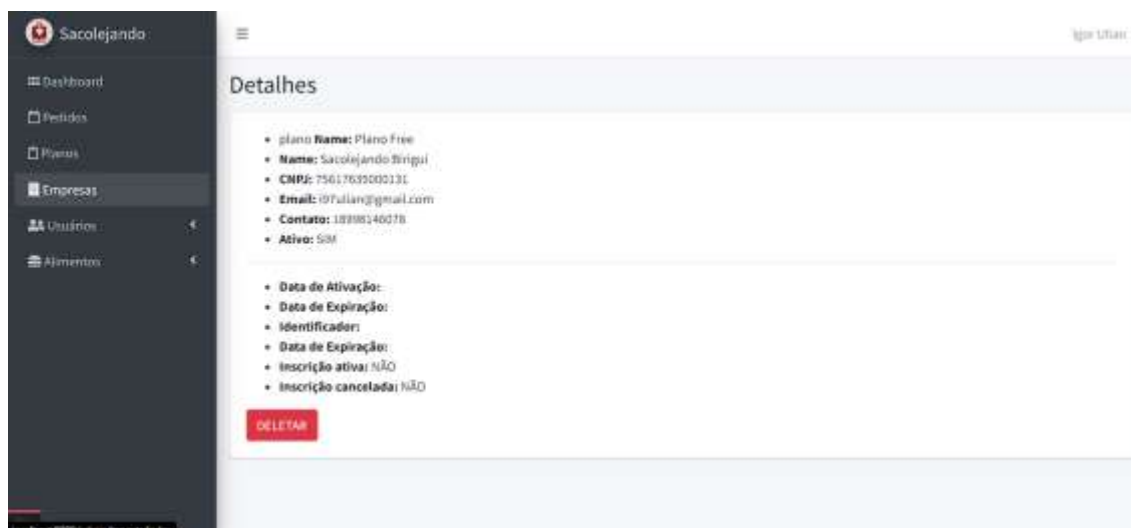 Sacolejando
Igor Ulian
Dashboard
Detalhes
Pedidos
Planos
Empresas
Usuários
Alimentos
plano Name: Plano Free
Name: Sacolejando Birigui
CNPJ: 75617635000131
Email: i97ulian@gmail.com
Contato: 18998146078
Ativo: SIM
Data de Ativação:
Data de Expiração:
Identificador:
Data de Expiração:
Inscrição ativa: NÃO
Inscrição cancelada: NÃO
DELETAR